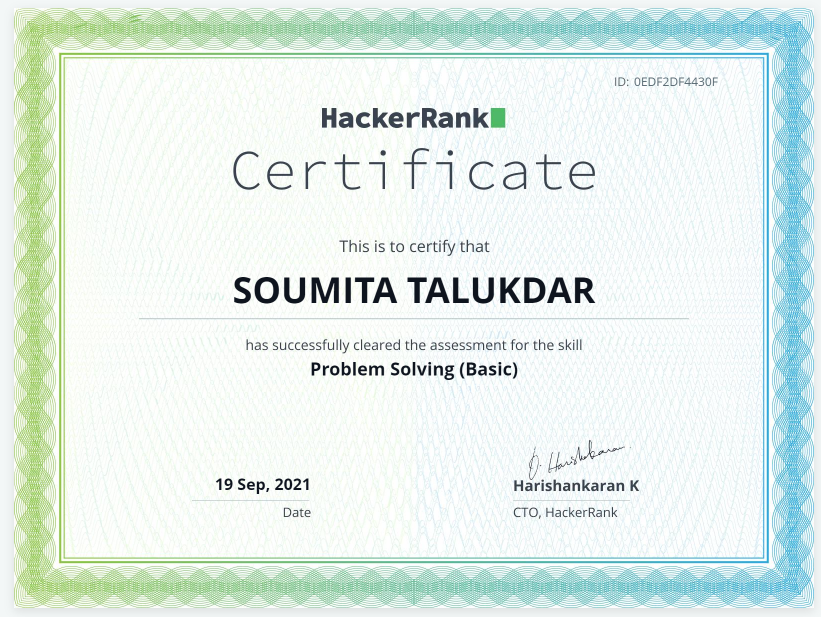 ID: 0EDF2DF4430F
HackerRank
Certificate
This is to certify that
SOUMITA TALUKDAR
has successfully cleared the assessment for the skill
Problem Solving (Basic)
19 Sep, 2021
Date
Harishankaran
Harishankaran K
CTO, HackerRank